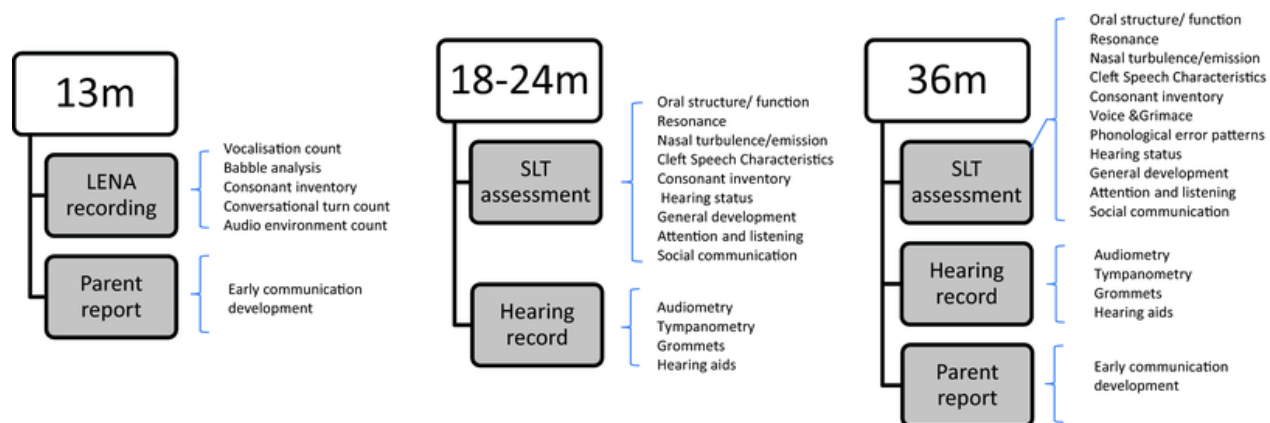 13m
LENA
recording
Vocalisation count
Babble analysis
Consonant inventory
Conversational turn count
Audio environment count
Parent
report
Early communication
development
18-24m
SLT
assessment
Oral structure/ function
Resonance
Nasal turbulence/emission
Cleft Speech Characteristics
Consonant inventory
Hearing status
General development
Attention and listening
Social communication
Hearing
record
Audiometry
Tympanometry
Grommets
Hearing aids
36m
SLT
assessment
Oral structure/ function
Resonance
Nasal turbulence/emission
Cleft Speech Characteristics
Consonant inventory
Voice &Grimace
Phonological error patterns
Hearing status
General development
Attention and listening
Social communication
Hearing
record
Audiometry
Tympanometry
Grommets
Hearing aids
Parent
report
Early communication
development